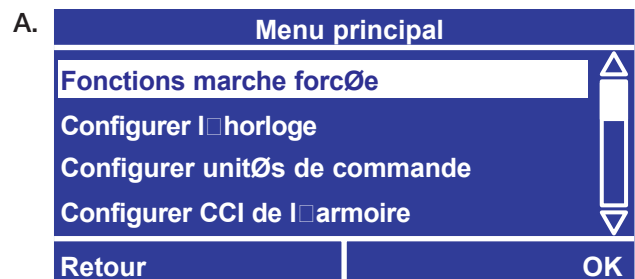 A.
Menu principal
Fonctions marche forcØe
Configurer l□horloge
Configurer unitØs de commande
Configurer CCI de l□armoire
Retour OK